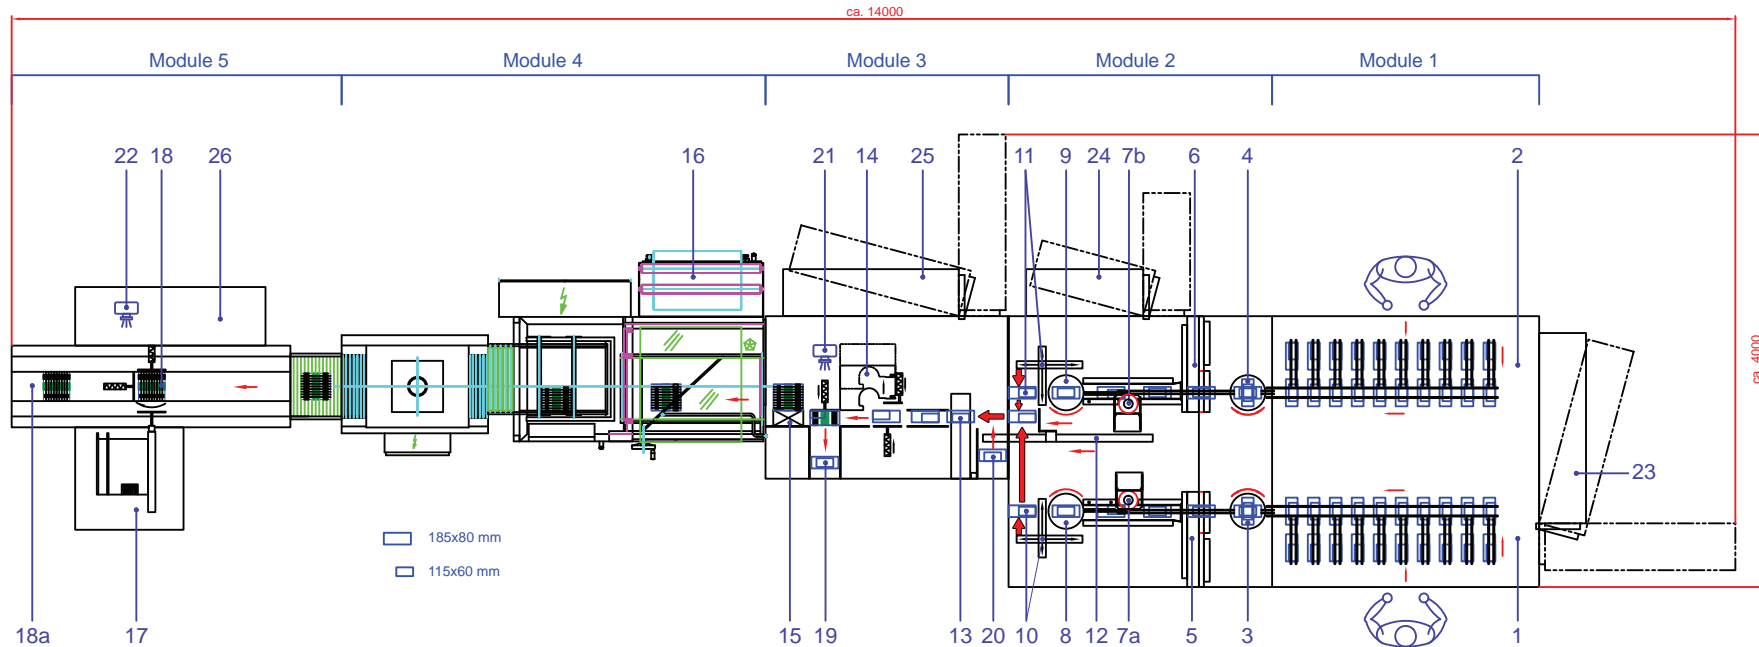 ca. 14000
Module 5 Module 4 Module 3 Module 2 Module 1
22 18 26 16 21 14 25 11 9 24 7b 6 4 2
ca. 4000
23
185x80 mm
115x60 mm
18a 17 15 19 13 20 10 8 12 7a 5 3 1